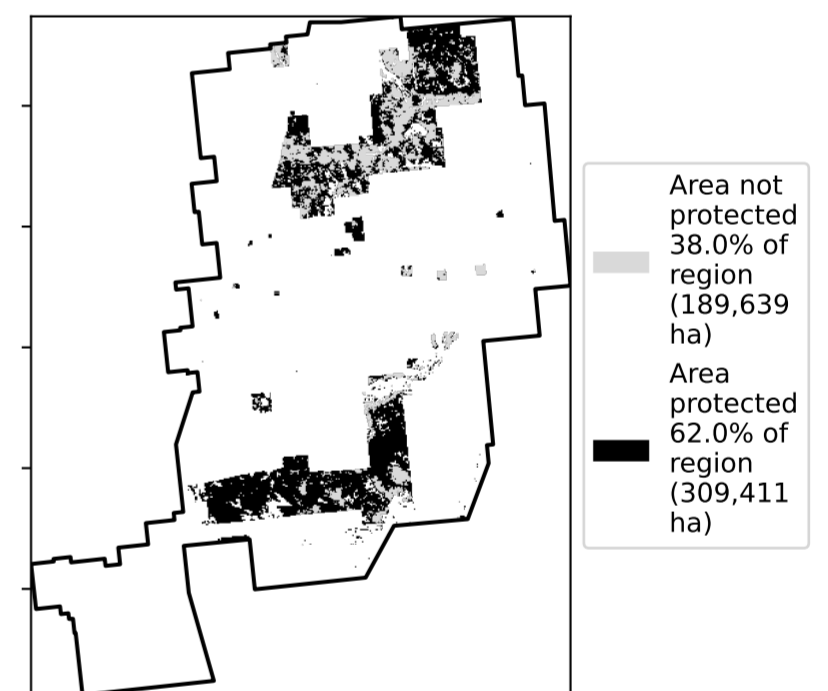 Area not
protected
38.0% of
region
(189,639
ha)
Area
protected
62.0% of
region
(309,411
ha)